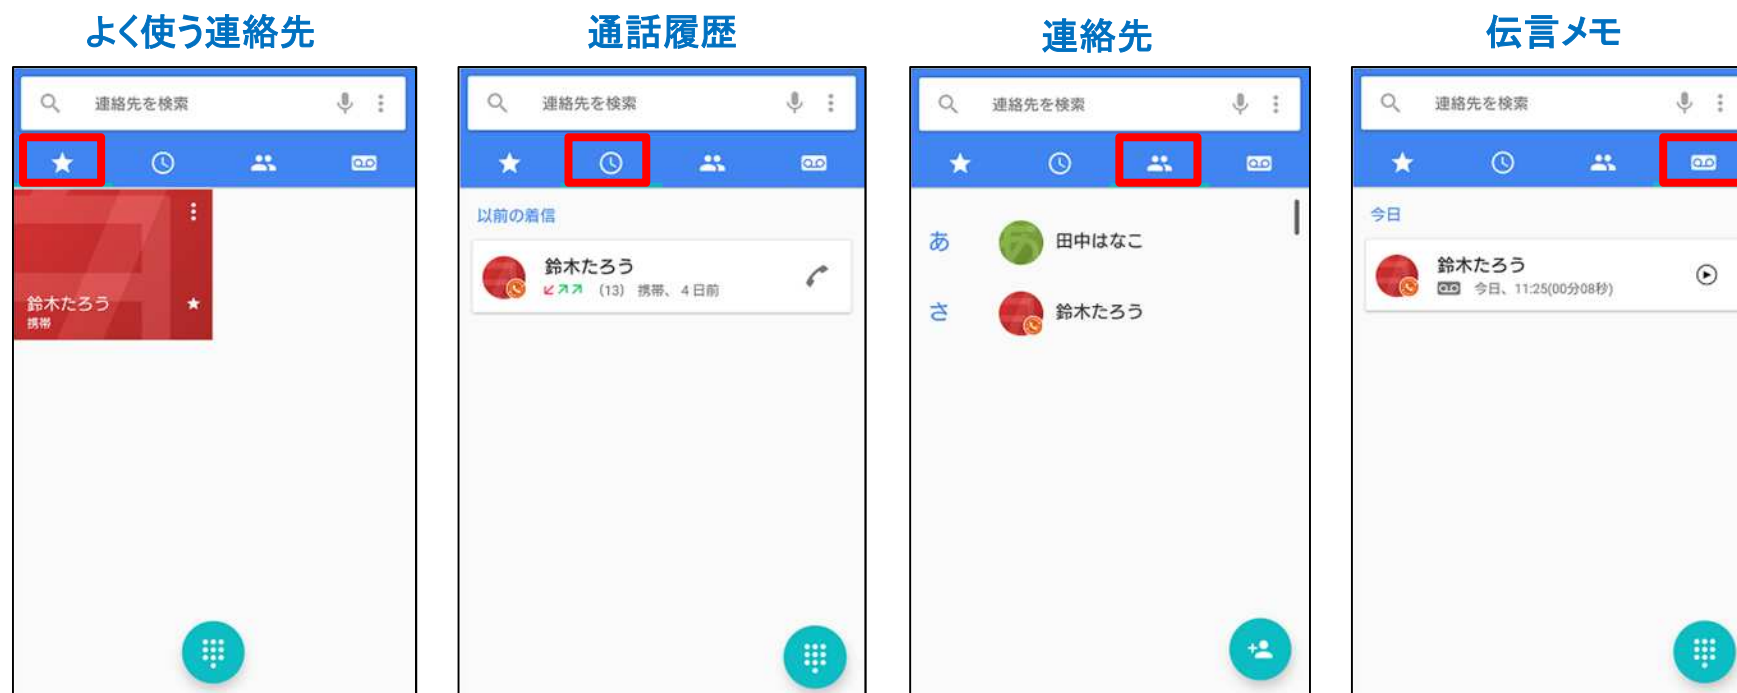 よく使う連絡先
連絡先を検索
鈴木たろう
携帯
通話履歴
連絡先を検索
以前の着信
鈴木たろう
(13) 携帯、4日前
連絡先
連絡先を検索
あ
田中はなこ
さ
鈴木たろう
伝言メモ
連絡先を検索
今日
鈴木たろう
今日、11:25(00分08秒)